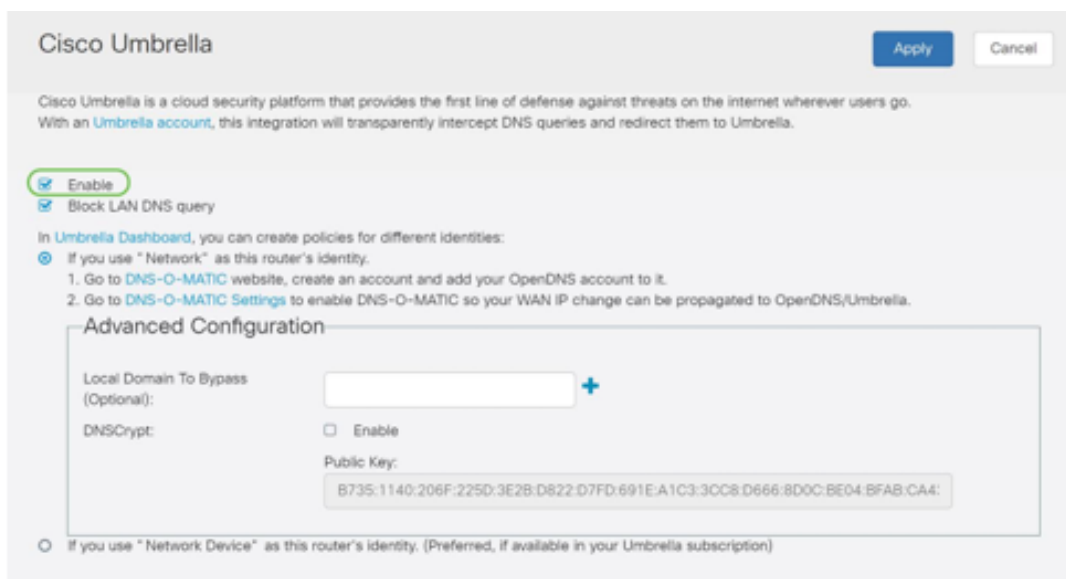 Cisco Umbrella
Apply
Cancel
Cisco Umbrella is a cloud security platform that provides the first line of defense against threats on the internet wherever users go.
With an Umbrella account, this integration will transparently intercept DNS queries and redirect them to Umbrella.
Enable
Block LAN DNS query
In Umbrella Dashboard, you can create policies for different identities:
If you use "Network" as this router's identity.
1. Go to DNS-O-MATIC website, create an account and add your OpenDNS account to it.
2. Go to DNS-O-MATIC Settings to enable DNS-O-MATIC so your WAN IP change can be propagated to OpenDNS/Umbrella.
Advanced Configuration
Local Domain To Bypass
(Optional):
DNSCrypt:
Enable
Public Key:
B735:1140:206F:225D:3E2B:D822:D7FD:691E:A1C3:3CC8:D666:8D0C:BE04:BFAB:CA4
If you use "Network Device" as this router's identity. (Preferred, if available in your Umbrella subscription)